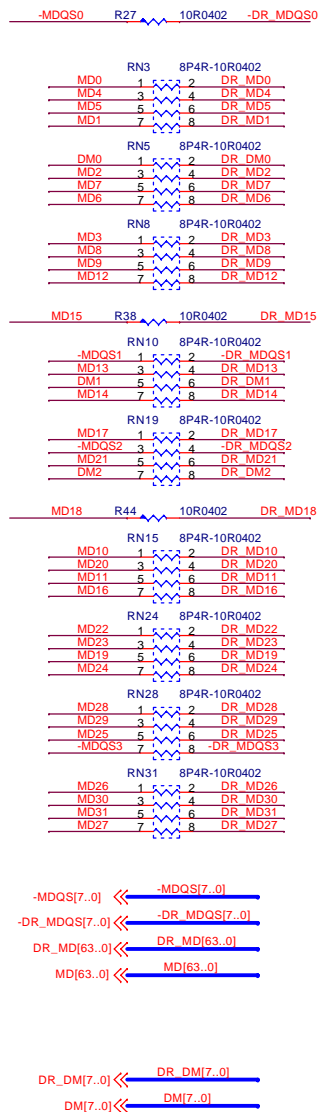 -MDQS0 R27 10R0402 -DR_MDQS0
RN3 8P4R-10R0402
MD0 1 2 DR_MD0
MD4 3 4 DR_MD4
MD5 5 6 DR_MD5
MD1 7 8 DR_MD1
RN5 8P4R-10R0402
DM0 1 2 DR_DM0
MD2 3 4 DR_MD2
MD7 5 6 DR_MD7
MD6 7 8 DR_MD6
RN8 8P4R-10R0402
MD3 1 2 DR_MD3
MD8 3 4 DR_MD8
MD9 5 6 DR_MD9
MD12 7 8 DR_MD12
MD15 R38 10R0402 DR_MD15
RN10 8P4R-10R0402
-MDQS1 1 2 -DR_MDQS1
MD13 3 4 DR_MD13
DM1 5 6 DR_DM1
MD14 7 8 DR_MD14
RN19 8P4R-10R0402
MD17 1 2 DR_MD17
-MDQS2 3 4 -DR_MDQS2
MD21 5 6 DR_MD21
DM2 7 8 DR_DM2
MD18 R44 10R0402 DR_MD18
RN15 8P4R-10R0402
MD10 1 2 DR_MD10
MD20 3 4 DR_MD20
MD11 5 6 DR_MD11
MD16 7 8 DR_MD16
RN24 8P4R-10R0402
MD22 1 2 DR_MD22
MD23 3 4 DR_MD23
MD19 5 6 DR_MD19
MD24 7 8 DR_MD24
RN28 8P4R-10R0402
MD28 1 2 DR_MD28
MD29 3 4 DR_MD29
MD25 5 6 DR_MD25
-MDQS3 7 8 -DR_MDQS3
RN31 8P4R-10R0402
MD26 1 2 DR_MD26
MD30 3 4 DR_MD30
MD31 5 6 DR_MD31
MD27 7 8 DR_MD27
-MDQS[7..0] -MDQS[7..0]
-DR_MDQS[7..0] -DR_MDQS[7..0]
DR_MD[63..0] DR_MD[63..0]
MD[63..0] MD[63..0]
DR_DM[7..0] DR_DM[7..0]
DM[7..0] DM[7..0]